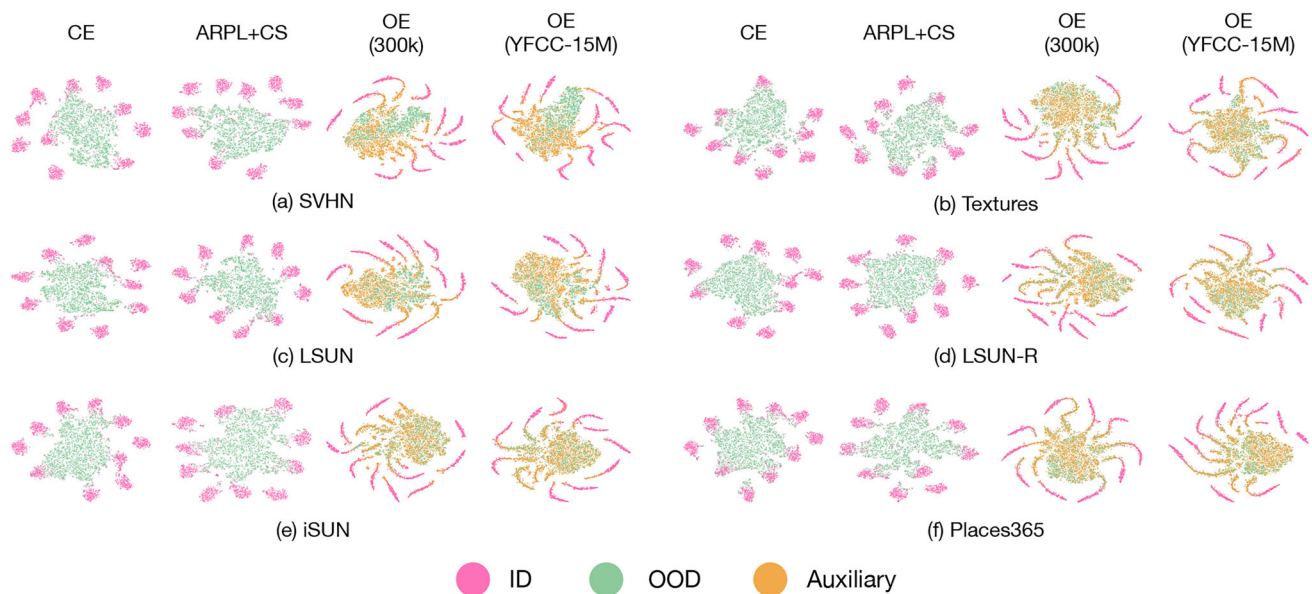 CE ARPL+CS OE (300k) OE (YFCC-15M) CE ARPL+CS OE (300k) OE (YFCC-15M)
(a) SVHN (b) Textures
(c) LSUN (d) LSUN-R
(e) iSUN (f) Places365
ID OOD Auxiliary